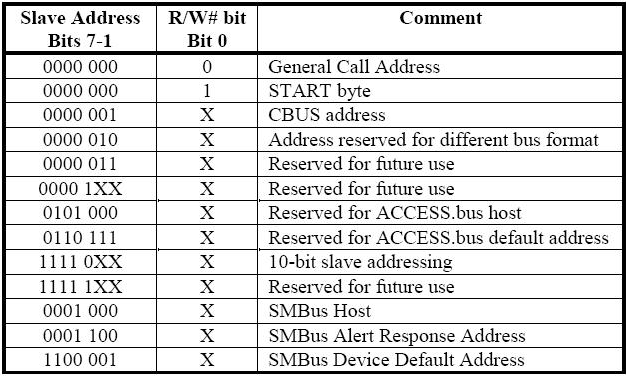 Slave Address R/W# bit Comment
Bits 7-1 Bit 0
0000 000 0 General Call Address
0000 000 1 START byte
0000 001 X CBUS address
0000 010 X Address reserved for different bus format
0000 011 X Reserved for future use
0000 1XX X Reserved for future use
0101 000 X Reserved for ACCESS.bus host
0110 111 X Reserved for ACCESS.bus default address
1111 0XX X 10-bit slave addressing
1111 1XX X Reserved for future use
0001 000 X SMBus Host
0001 100 X SMBus Alert Response Address
1100 001 X SMBus Device Default Address